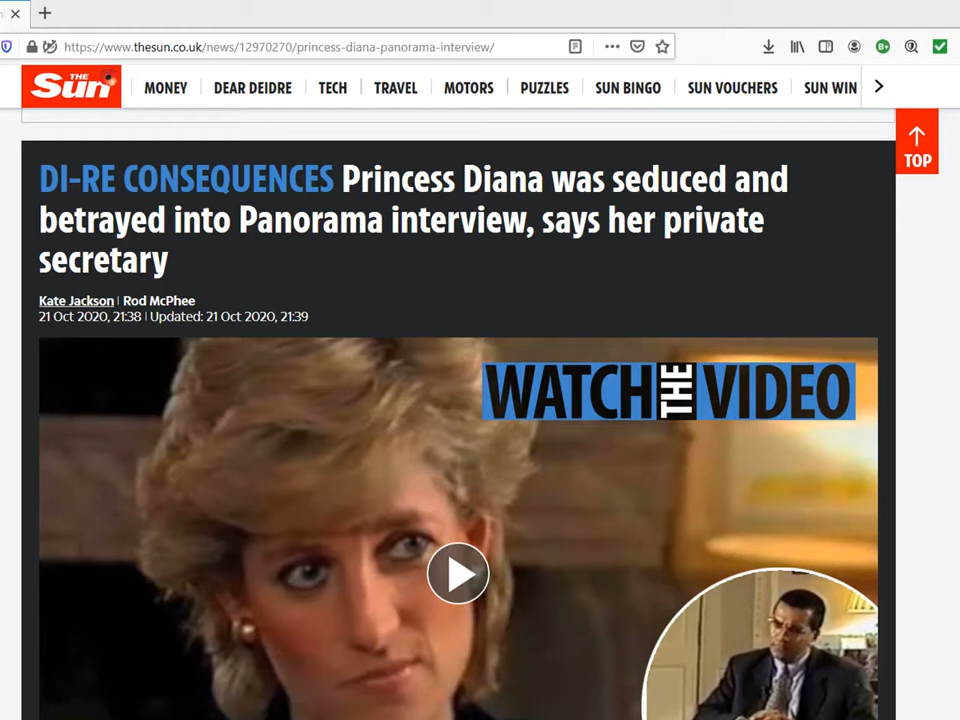 https://www.thesun.co.uk/news/12970270/princess-diana-panorama-interview/
THE
Sun
MONEY
DEAR DEIDRE
TECH
TRAVEL
MOTORS
PUZZLES
SUN BINGO
SUN VOUCHERS
SUN WIN
TOP
DI-RE CONSEQUENCES Princess Diana was seduced and
betrayed into Panorama interview, says her private
secretary
Kate Jackson | Rod McPhee
21 Oct 2020, 21:38 | Updated: 21 Oct 2020, 21:39
WATCH THE VIDEO